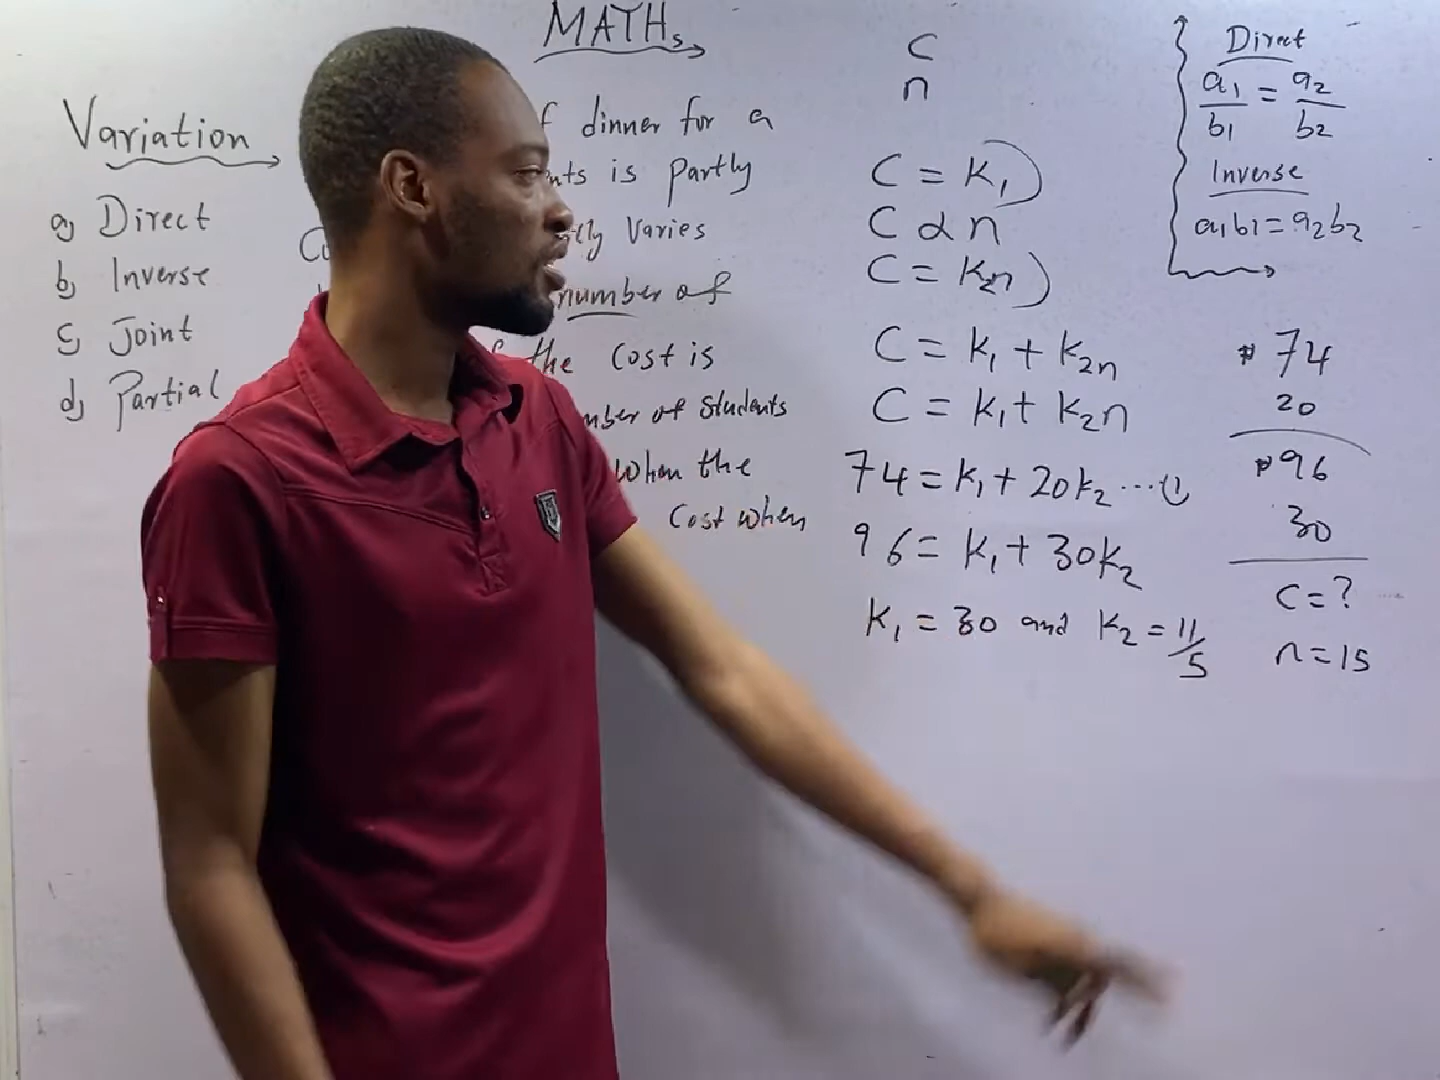 MATHs
Variation
a) Direct
b) Inverse
c) Joint
d) Partial
dinner for a
is partly
varies
number of
the cost is
of students
when the
cost when
C
n
C = K₁)
C α n
C = K₂n)
C = K₁ + K₂n
C = K₁ + K₂n
74 = K₁ + 20K₂ ...(1)
96 = K₁ + 30K₂
K₁ = 30 and K₂ = 11/5
Direct
a₁/b₁ = a₂/b₂
Inverse
a₁b₁ = a₂b₂
₦74
20
₦96
30
C = ?
n = 15